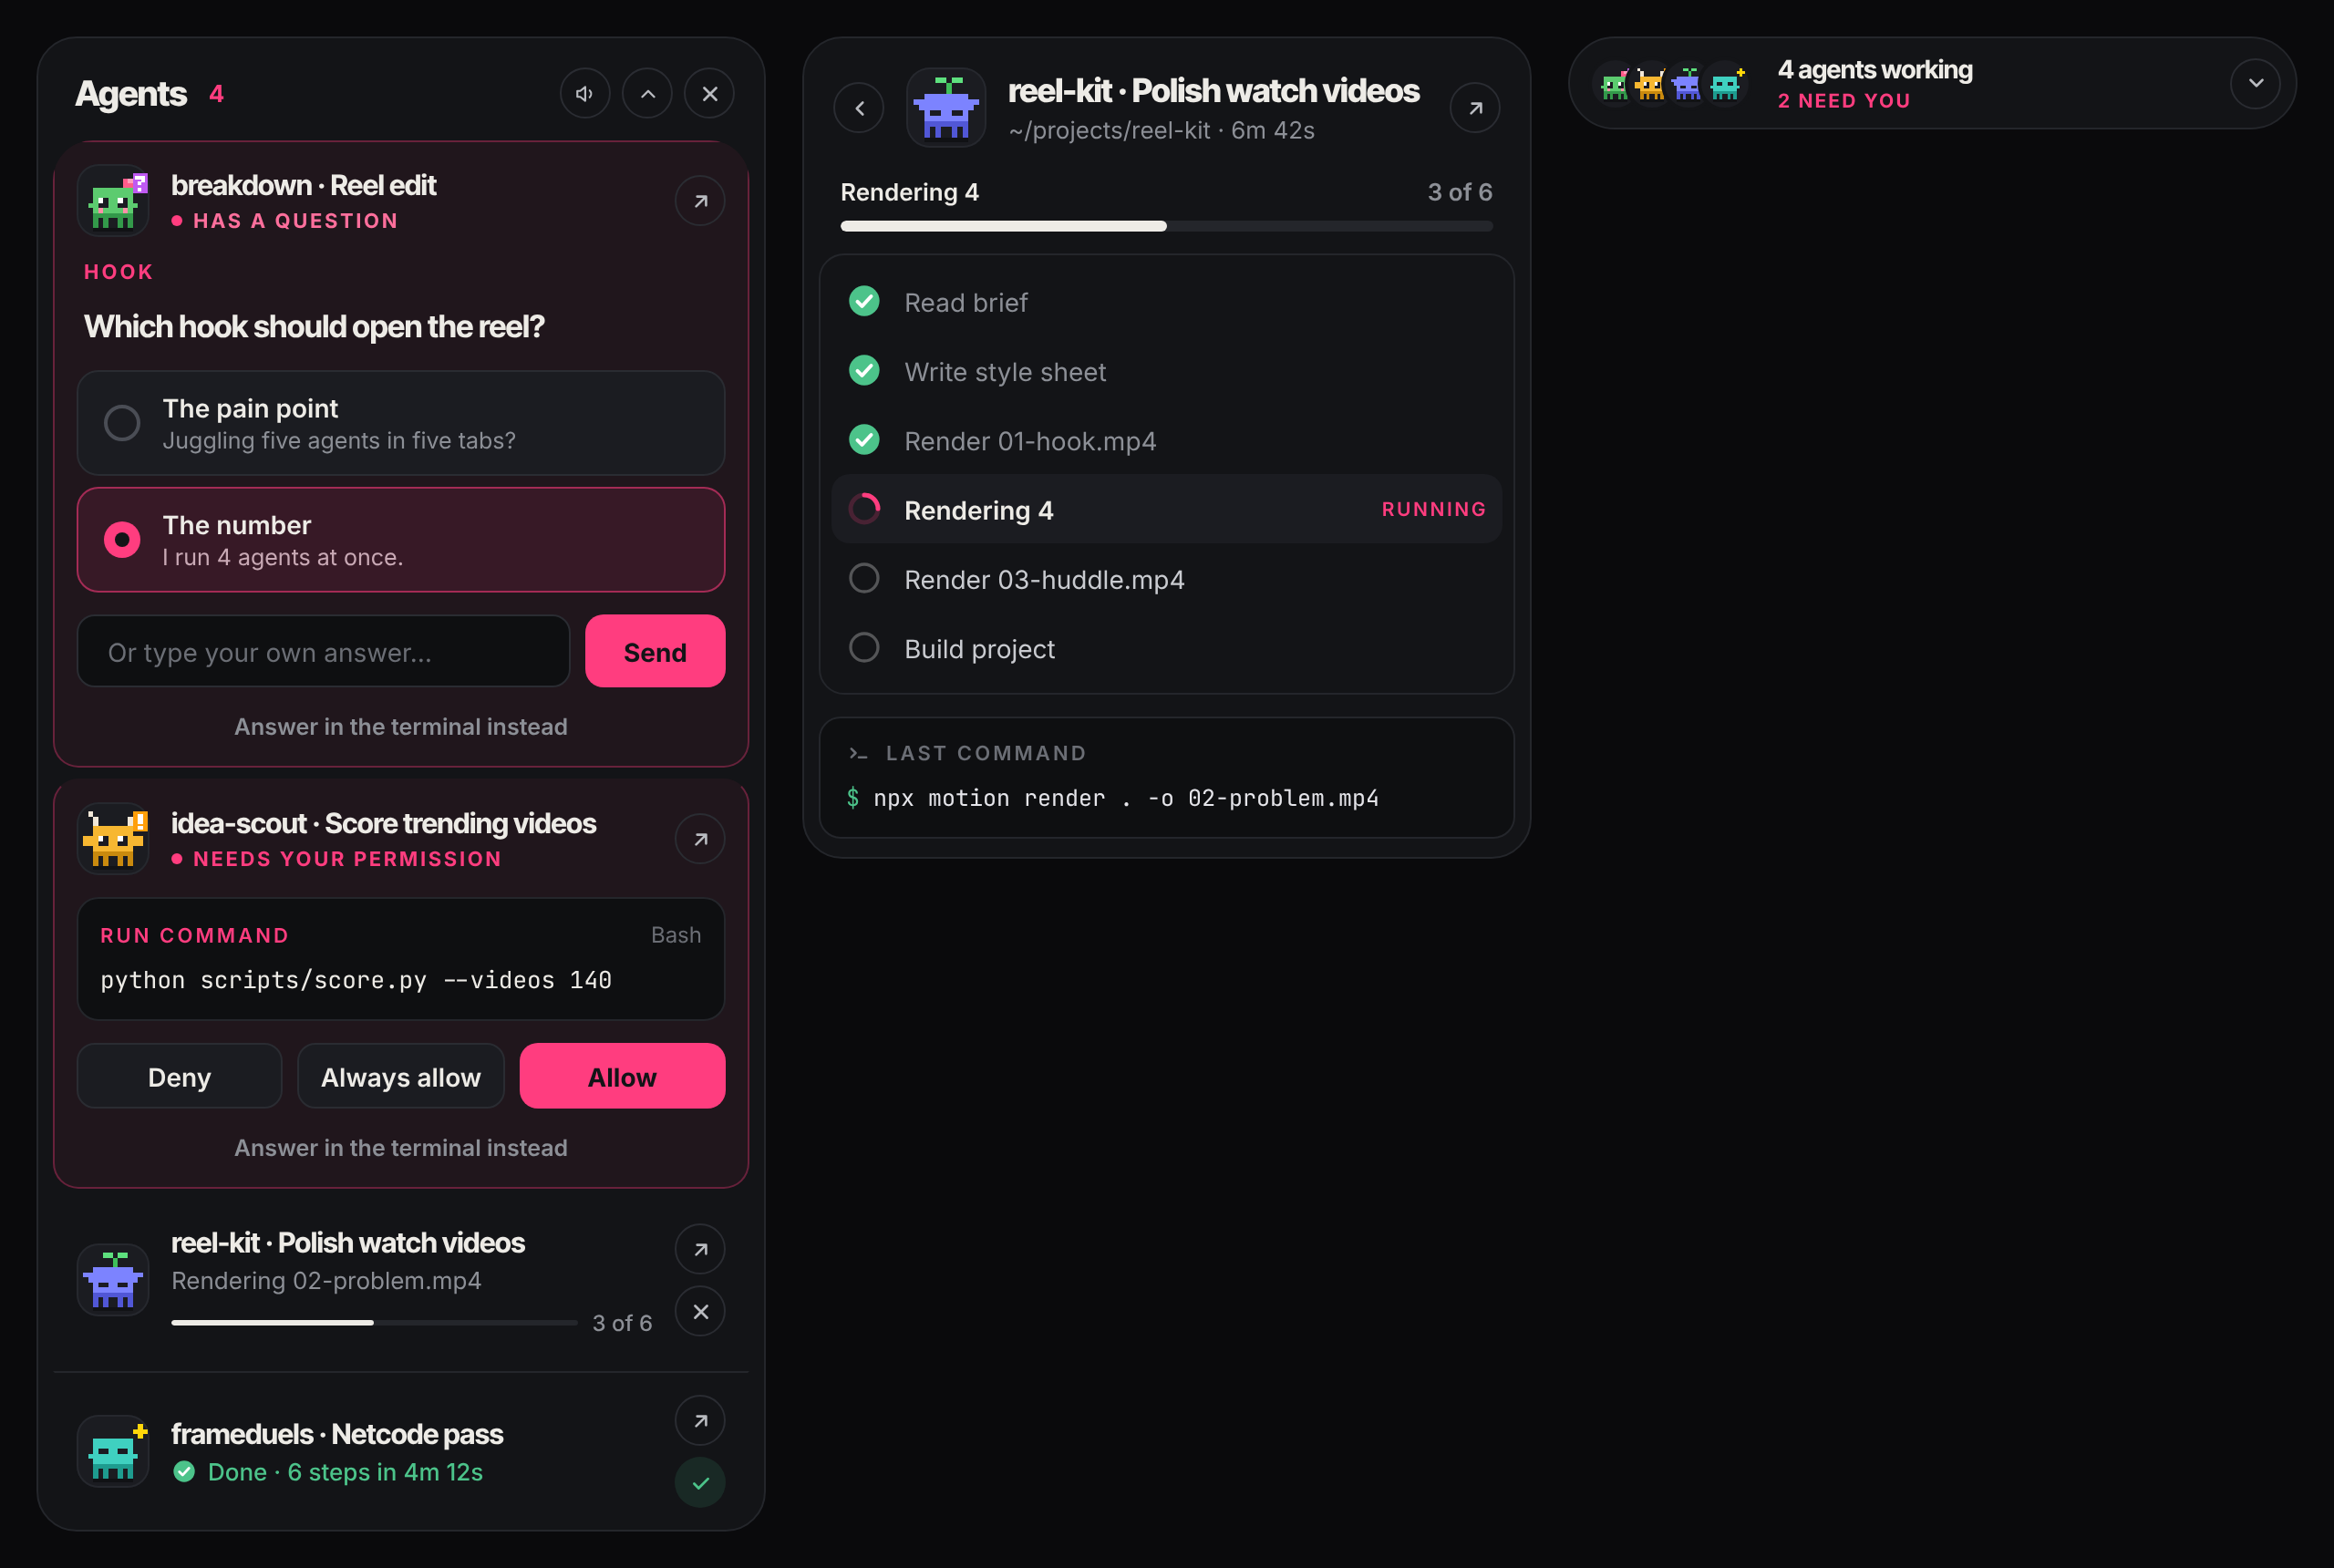 Agents 4
breakdown · Reel edit
HAS A QUESTION
HOOK
Which hook should open the reel?
The pain point
Juggling five agents in five tabs?
The number
I run 4 agents at once.
Or type your own answer...
Send
Answer in the terminal instead
idea-scout · Score trending videos
NEEDS YOUR PERMISSION
RUN COMMAND Bash
python scripts/score.py --videos 140
Deny Always allow Allow
Answer in the terminal instead
reel-kit · Polish watch videos
Rendering 02-problem.mp4
3 of 6
frameduels · Netcode pass
Done · 6 steps in 4m 12s
reel-kit · Polish watch videos
~/projects/reel-kit · 6m 42s
Rendering 4 3 of 6
Read brief
Write style sheet
Render 01-hook.mp4
Rendering 4 RUNNING
Render 03-huddle.mp4
Build project
LAST COMMAND
$ npx motion render . -o 02-problem.mp4
4 agents working
2 NEED YOU